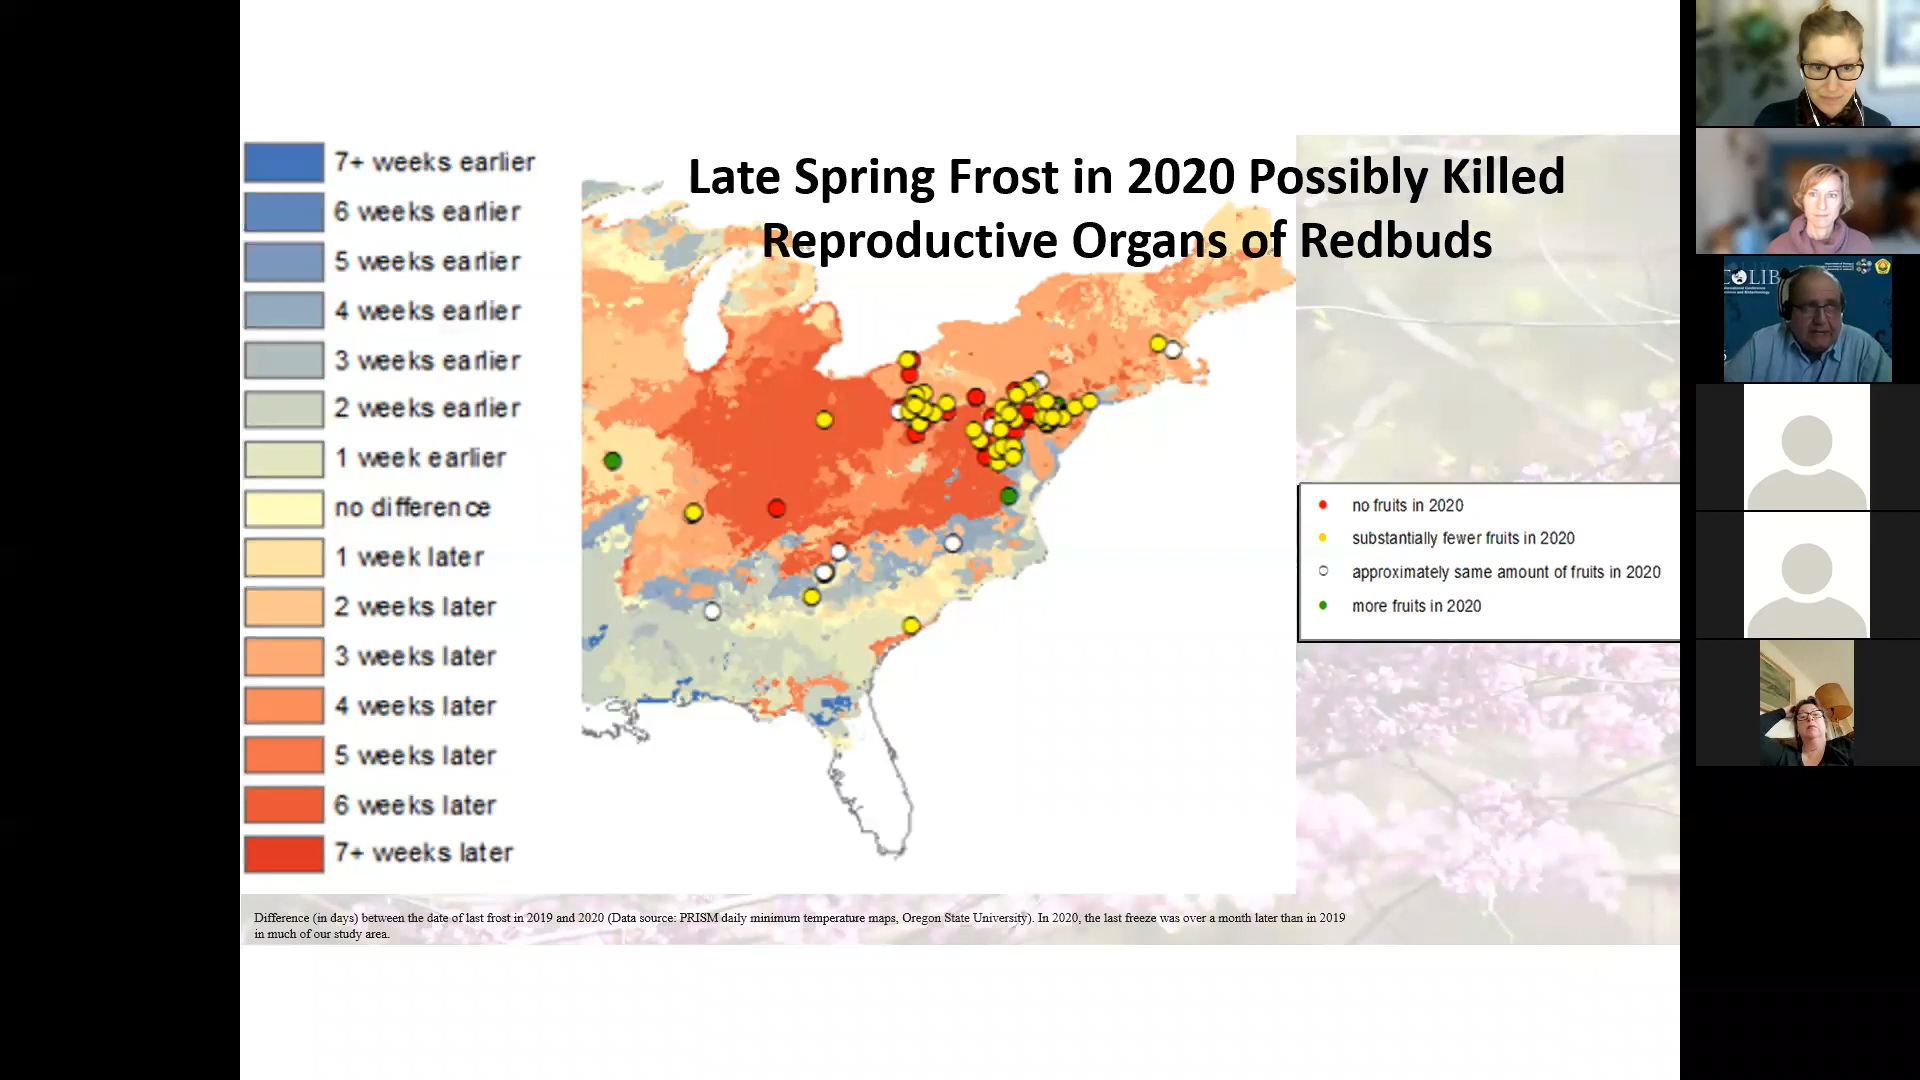 Late Spring Frost in 2020 Possibly Killed
Reproductive Organs of Redbuds
7+ weeks earlier
6 weeks earlier
5 weeks earlier
4 weeks earlier
3 weeks earlier
2 weeks earlier
1 week earlier
no difference
1 week later
2 weeks later
3 weeks later
4 weeks later
5 weeks later
6 weeks later
7+ weeks later
no fruits in 2020
substantially fewer fruits in 2020
approximately same amount of fruits in 2020
more fruits in 2020
Difference (in days) between the date of last frost in 2019 and 2020 (Data source: PRISM daily minimum temperature maps, Oregon State University). In 2020, the last freeze was over a month later than in 2019
in much of our study area.